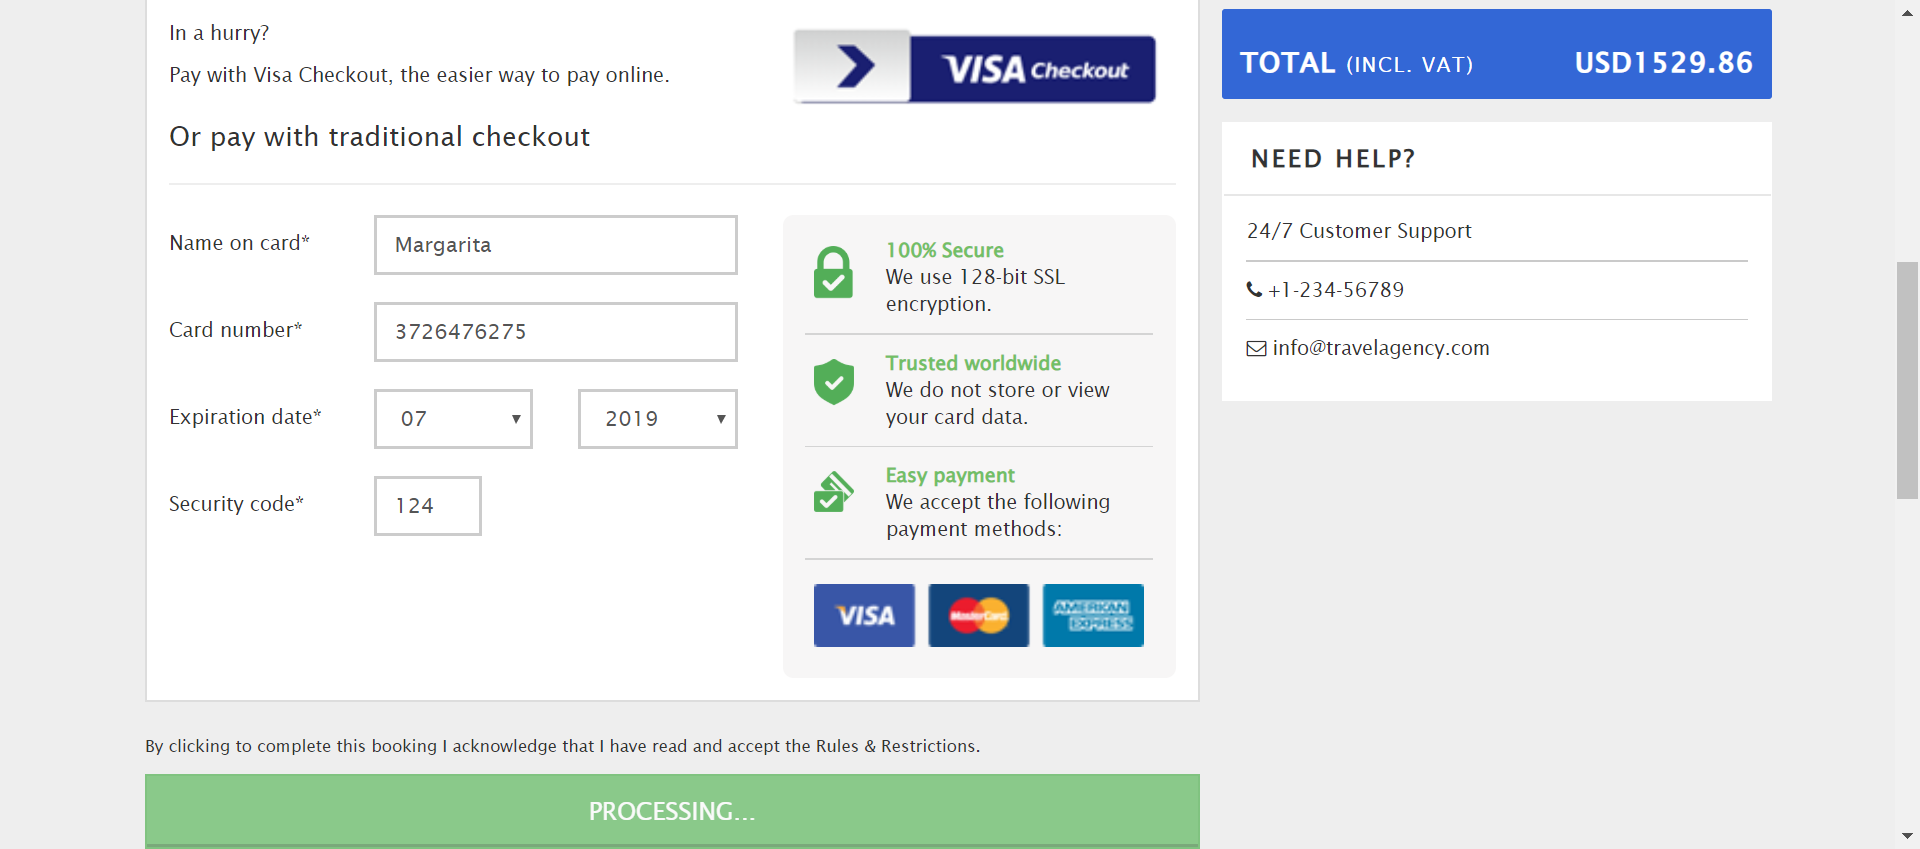 In a hurry?
Pay with Visa Checkout, the easier way to pay online.
VISA Checkout
Or pay with traditional checkout
Name on card*
Margarita
Card number*
3726476275
Expiration date*
07
2019
Security code*
124
100% Secure
We use 128-bit SSL
encryption.
Trusted worldwide
We do not store or view
your card data.
Easy payment
We accept the following
payment methods:
VISA
MasterCard
AMERICAN
EXPRESS
By clicking to complete this booking I acknowledge that I have read and accept the Rules & Restrictions.
PROCESSING...
TOTAL (INCL. VAT) USD1529.86
NEED HELP?
24/7 Customer Support
+1-234-56789
info@travelagency.com